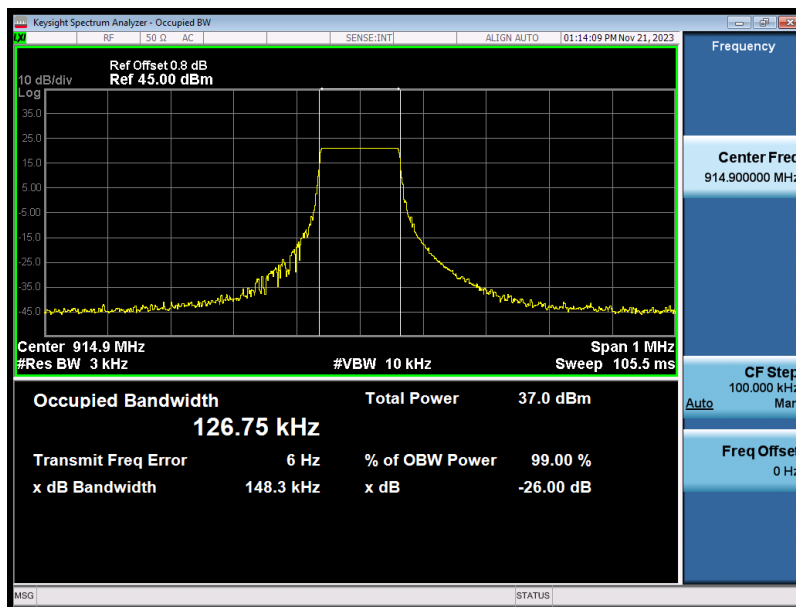 Keysight Spectrum Analyzer - Occupied BW
LXI
RF 50 Ω AC SENSE:INT ALIGN AUTO 01:14:09 PM Nov 21, 2023
Frequency
Ref Offset 0.8 dB
10 dB/div Ref 45.00 dBm
Log
35.0
25.0
15.0
5.00
-5.00
-15.0
-25.0
-35.0
-45.0
Center 914.9 MHz Span 1 MHz
#Res BW 3 kHz #VBW 10 kHz Sweep 105.5 ms
Occupied Bandwidth Total Power 37.0 dBm
126.75 kHz
Transmit Freq Error 6 Hz % of OBW Power 99.00 %
x dB Bandwidth 148.3 kHz x dB -26.00 dB
Center Freq
914.900000 MHz
CF Step
100.000 kHz
Auto Man
Freq Offset
0 Hz
MSG STATUS